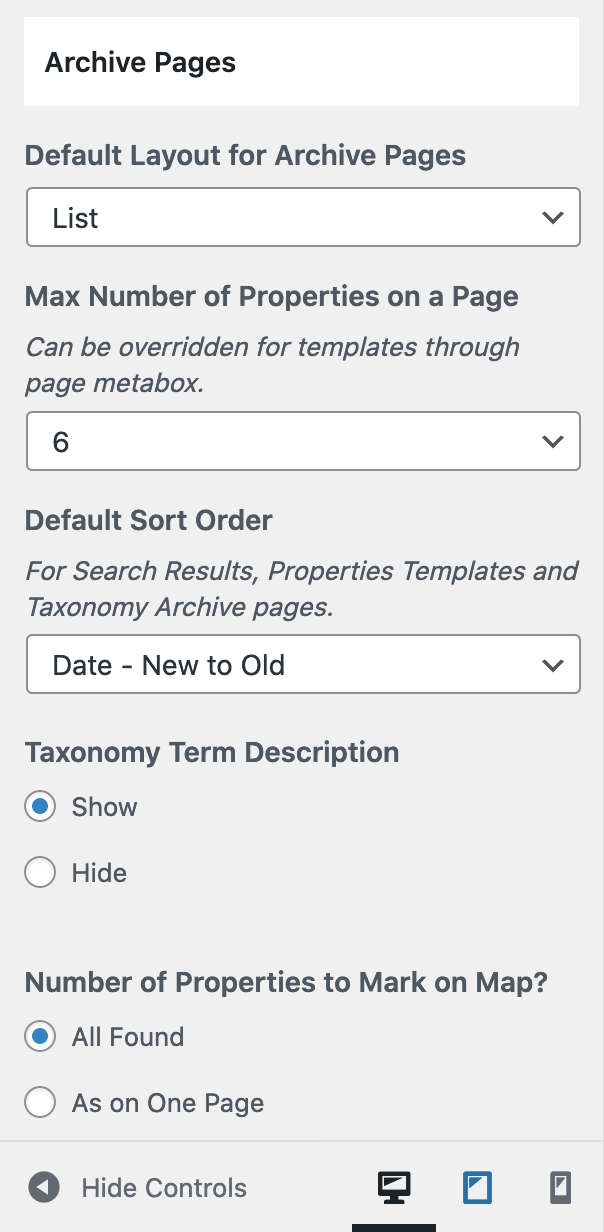 Archive Pages
Default Layout for Archive Pages
List
Max Number of Properties on a Page
Can be overridden for templates through
page metabox.
6
Default Sort Order
For Search Results, Properties Templates and
Taxonomy Archive pages.
Date - New to Old
Taxonomy Term Description
Show
Hide
Number of Properties to Mark on Map?
All Found
As on One Page
Hide Controls